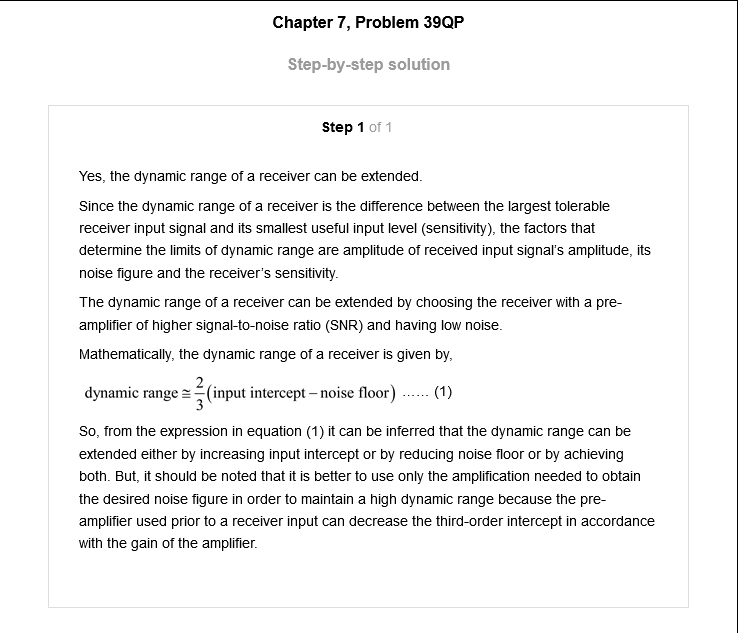 Chapter 7, Problem 39QP
Step-by-step solution
Step 1 of 1
Yes, the dynamic range of a receiver can be extended.
Since the dynamic range of a receiver is the difference between the largest tolerable
receiver input signal and its smallest useful input level (sensitivity), the factors that
determine the limits of dynamic range are amplitude of received input signal's amplitude, its
noise figure and the receiver's sensitivity.
The dynamic range of a receiver can be extended by choosing the receiver with a pre-
amplifier of higher signal-to-noise ratio (SNR) and having low noise.
Mathematically, the dynamic range of a receiver is given by,
dynamic range ≅ 2/3 (input intercept − noise floor) ...... (1)
So, from the expression in equation (1) it can be inferred that the dynamic range can be
extended either by increasing input intercept or by reducing noise floor or by achieving
both. But, it should be noted that it is better to use only the amplification needed to obtain
the desired noise figure in order to maintain a high dynamic range because the pre-
amplifier used prior to a receiver input can decrease the third-order intercept in accordance
with the gain of the amplifier.